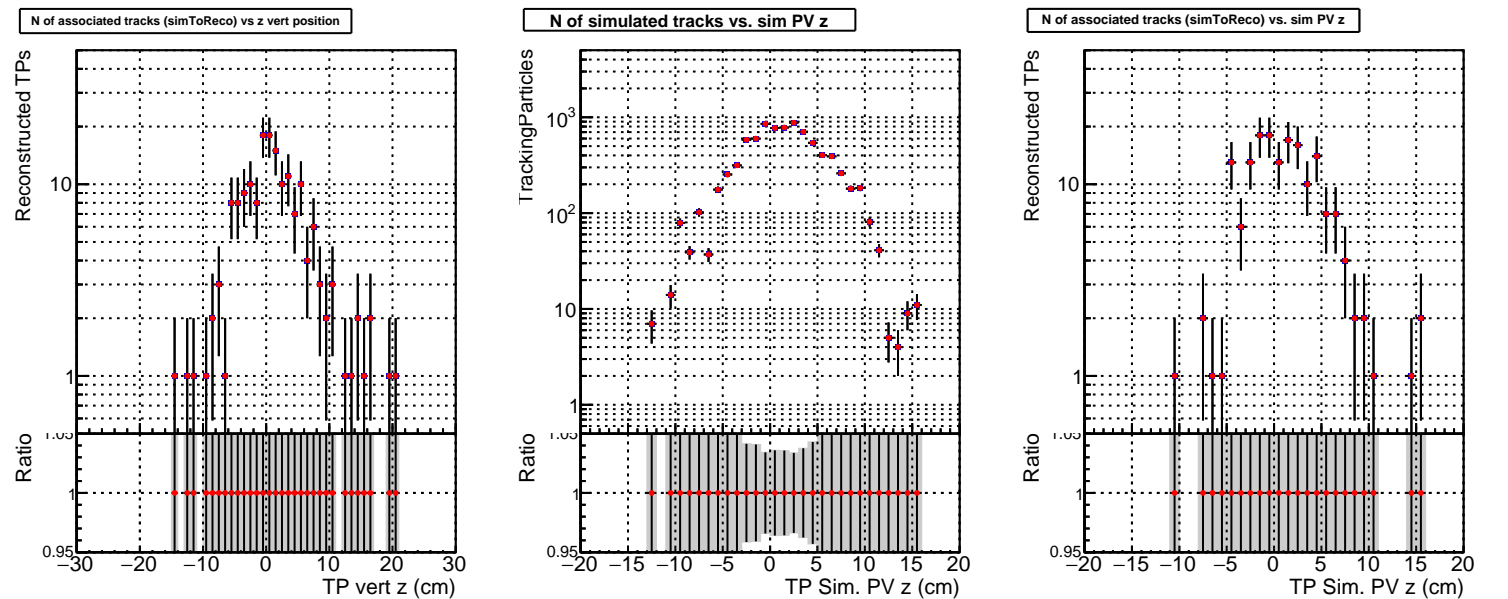 N of associated tracks (simToReco) vs z vert position
Reconstructed TPs
10
1
Ratio
1.05
1
0.95
−30 −20 −10 0 10 20 30
TP vert z (cm)
N of simulated tracks vs. sim PV z
TrackingParticles
10³
10²
10
1
Ratio
1.05
1
0.95
−20 −15 −10 −5 0 5 10 15 20
TP Sim. PV z (cm)
N of associated tracks (simToReco) vs. sim PV z
Reconstructed TPs
10
1
Ratio
1.05
1
0.95
−20 −15 −10 −5 0 5 10 15 20
TP Sim. PV z (cm)